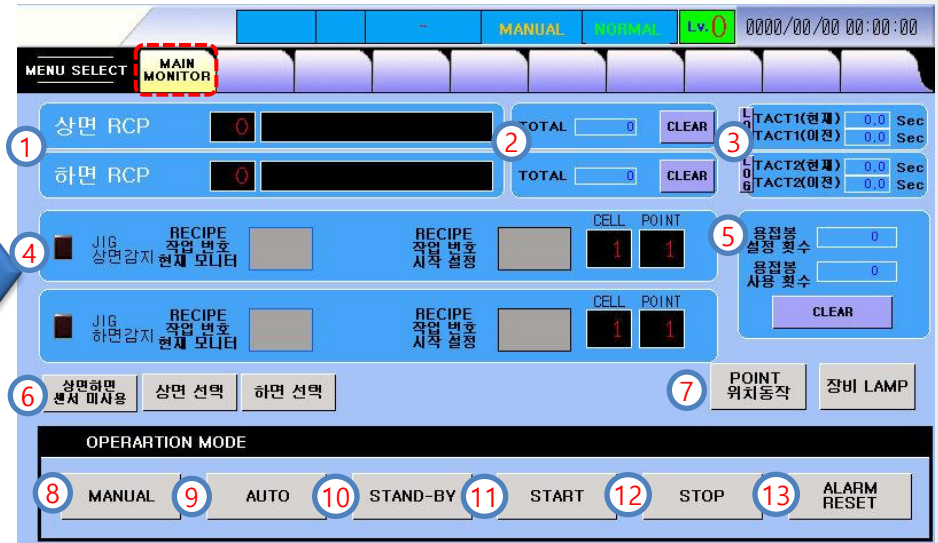 - MANUAL NORMAL Lv.0 0000/00/00 00:00:00
MENU SELECT MAIN MONITOR
1 상면 RCP 0
하면 RCP 0
2 TOTAL 0 CLEAR
TOTAL 0 CLEAR
3 TACT1(현재) 0,0 Sec
TACT1(이전) 0,0 Sec
TACT2(현재) 0,0 Sec
TACT2(이전) 0,0 Sec
4 JIG
상면감지
RECIPE
작업 번호
현재 모니터
RECIPE
작업 번호
시작 설정
CELL POINT
1 1
JIG
하면감지
RECIPE
작업 번호
현재 모니터
RECIPE
작업 번호
시작 설정
CELL POINT
1 1
5 용접봉
설정 횟수 0
용접봉
사용 횟수 0
CLEAR
6 상면하면
센서 미사용
상면 선택
하면 선택
7 POINT
위치동작
장비 LAMP
OPERARTION MODE
8 MANUAL 9 AUTO 10 STAND-BY 11 START 12 STOP 13 ALARM
RESET